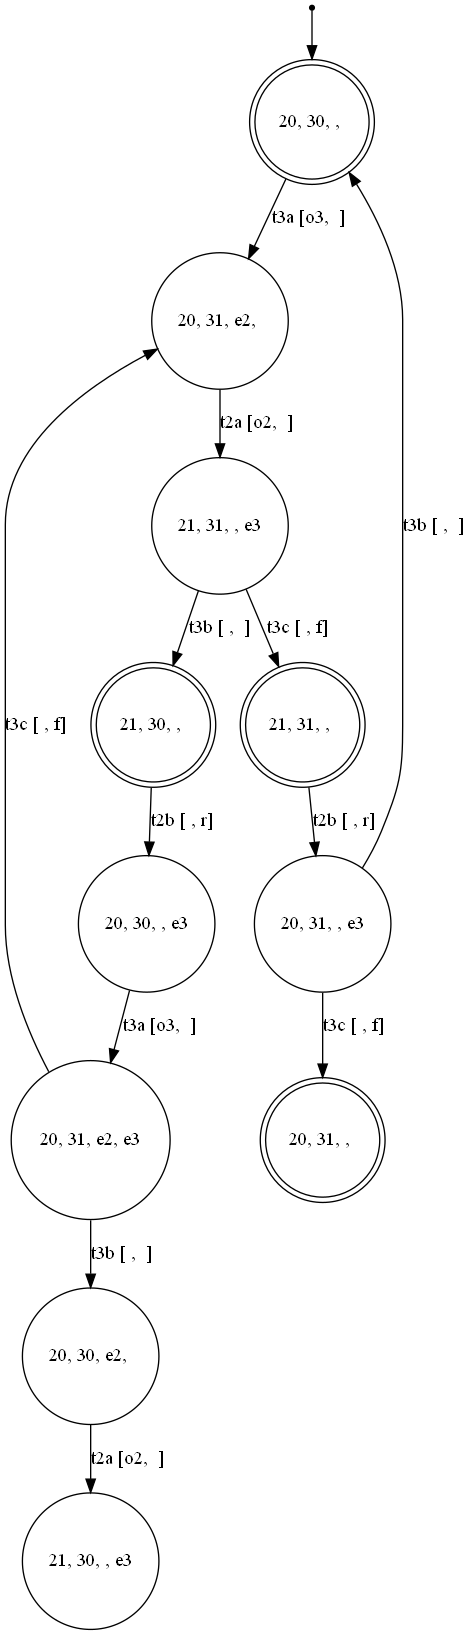 20, 30, ,
t3a [o3,  ]
20, 31, e2,
t2a [o2,  ]
21, 31, , e3
t3b [ ,  ]
t3c [ , f]
t3b [ ,  ]
21, 30, ,
21, 31, ,
t3c [ , f]
t2b [ , r]
t2b [ , r]
20, 30, , e3
20, 31, , e3
t3a [o3,  ]
t3c [ , f]
20, 31, e2, e3
20, 31, ,
t3b [ ,  ]
20, 30, e2,
t2a [o2,  ]
21, 30, , e3